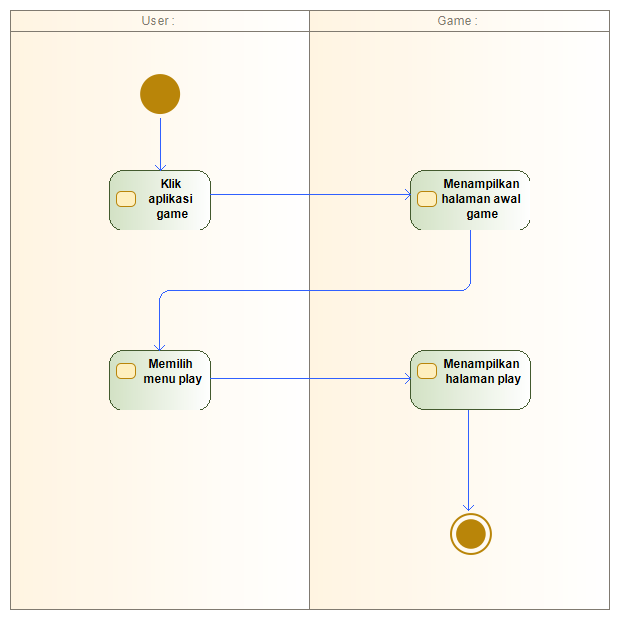 User :
Game :
Klik
aplikasi
game
Menampilkan
halaman awal
game
Memilih
menu play
Menampilkan
halaman play